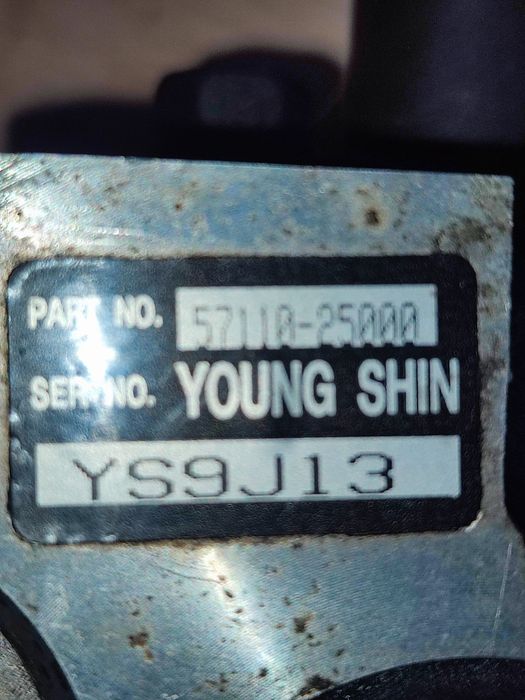 PART NO. 57110-25000
SER. NO. YOUNG SHIN
YS9J13